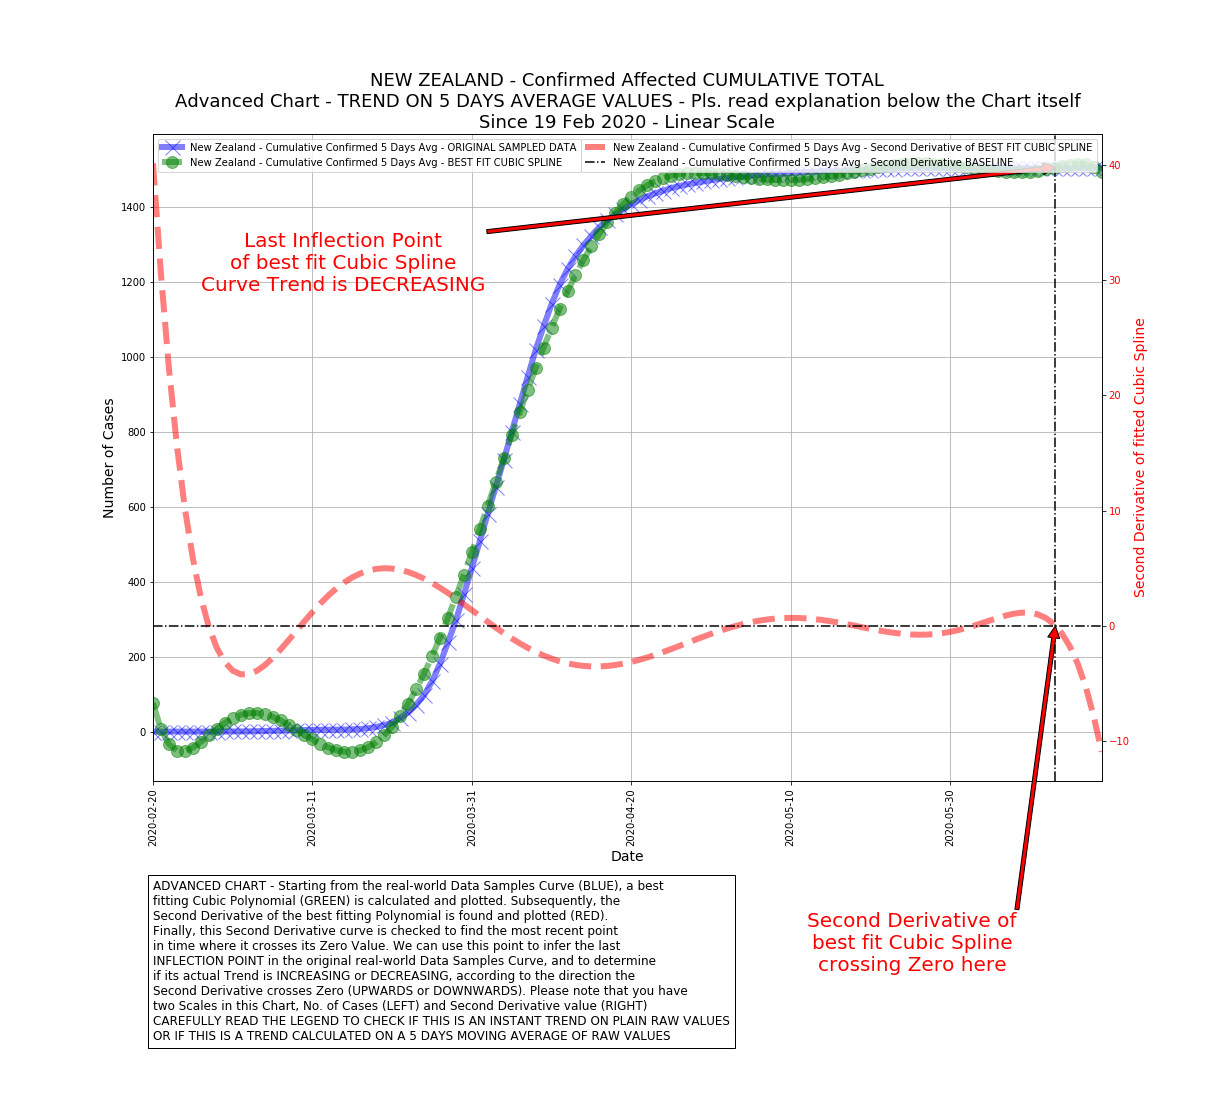 NEW ZEALAND - Confirmed Affected CUMULATIVE TOTAL
Advanced Chart - TREND ON 5 DAYS AVERAGE VALUES - Pls. read explanation below the Chart itself
Since 19 Feb 2020 - Linear Scale
New Zealand - Cumulative Confirmed 5 Days Avg - ORIGINAL SAMPLED DATA
New Zealand - Cumulative Confirmed 5 Days Avg - BEST FIT CUBIC SPLINE
New Zealand - Cumulative Confirmed 5 Days Avg - Second Derivative of BEST FIT CUBIC SPLINE
New Zealand - Cumulative Confirmed 5 Days Avg - Second Derivative BASELINE
Last Inflection Point
of best fit Cubic Spline
Curve Trend is DECREASING
Number of Cases
1400
1200
1000
800
600
400
200
0
40
30
20
10
0
−10
Second Derivative of fitted Cubic Spline
2020-02-20
2020-03-11
2020-03-31
2020-04-20
2020-05-10
2020-05-30
Date
ADVANCED CHART - Starting from the real-world Data Samples Curve (BLUE), a best
fitting Cubic Polynomial (GREEN) is calculated and plotted. Subsequently, the
Second Derivative of the best fitting Polynomial is found and plotted (RED).
Finally, this Second Derivative curve is checked to find the most recent point
in time where it crosses its Zero Value. We can use this point to infer the last
INFLECTION POINT in the original real-world Data Samples Curve, and to determine
if its actual Trend is INCREASING or DECREASING, according to the direction the
Second Derivative crosses Zero (UPWARDS or DOWNWARDS). Please note that you have
two Scales in this Chart, No. of Cases (LEFT) and Second Derivative value (RIGHT)
CAREFULLY READ THE LEGEND TO CHECK IF THIS IS AN INSTANT TREND ON PLAIN RAW VALUES
OR IF THIS IS A TREND CALCULATED ON A 5 DAYS MOVING AVERAGE OF RAW VALUES
Second Derivative of
best fit Cubic Spline
crossing Zero here